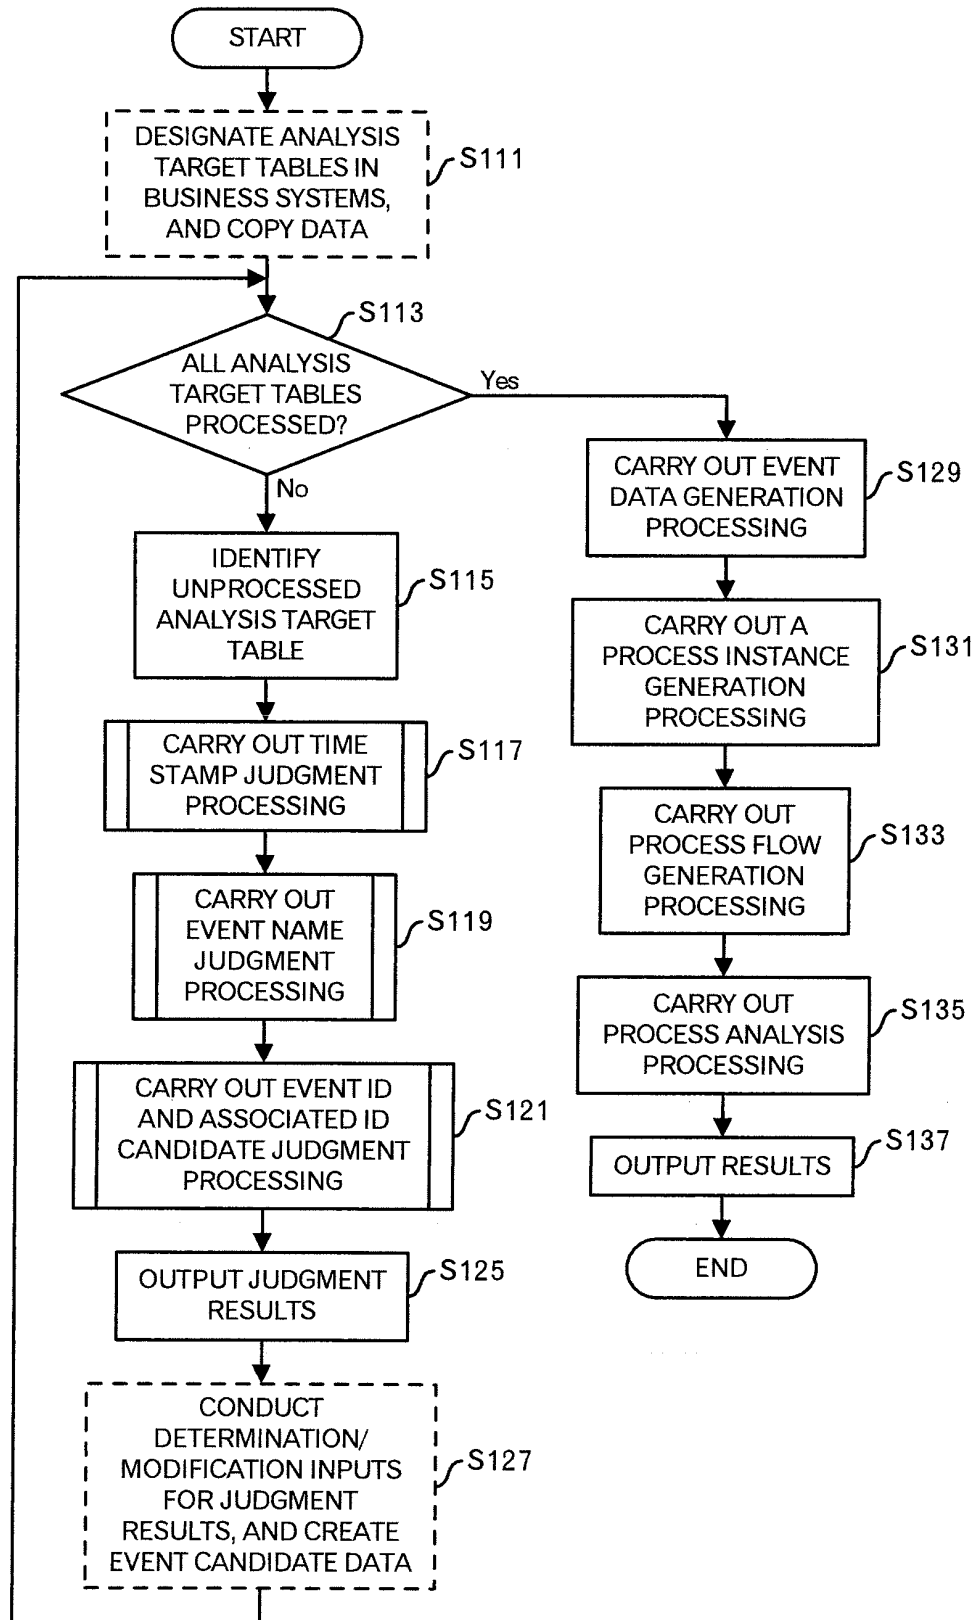 START
DESIGNATE ANALYSIS
TARGET TABLES IN
BUSINESS SYSTEMS,
AND COPY DATA
S111
S113
ALL ANALYSIS
TARGET TABLES
PROCESSED?
Yes
No
IDENTIFY
UNPROCESSED
ANALYSIS TARGET
TABLE
S115
CARRY OUT TIME
STAMP JUDGMENT
PROCESSING
S117
CARRY OUT
EVENT NAME
JUDGMENT
PROCESSING
S119
CARRY OUT EVENT ID
AND ASSOCIATED ID
CANDIDATE JUDGMENT
PROCESSING
S121
OUTPUT JUDGMENT
RESULTS
S125
CONDUCT
DETERMINATION/
MODIFICATION INPUTS
FOR JUDGMENT
RESULTS, AND CREATE
EVENT CANDIDATE DATA
S127
CARRY OUT EVENT
DATA GENERATION
PROCESSING
S129
CARRY OUT A
PROCESS INSTANCE
GENERATION
PROCESSING
S131
CARRY OUT
PROCESS FLOW
GENERATION
PROCESSING
S133
CARRY OUT
PROCESS ANALYSIS
PROCESSING
S135
OUTPUT RESULTS
S137
END